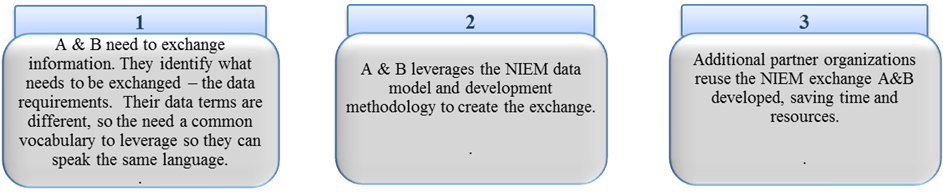 1
A & B need to exchange
information. They identify what
needs to be exchanged – the data
requirements.  Their data terms are
different, so the need a common
vocabulary to leverage so they can
speak the same language.
.
2
A & B leverages the NIEM data
model and development
methodology to create the exchange.
.
3
Additional partner organizations
reuse the NIEM exchange A&B
developed, saving time and
resources.
.